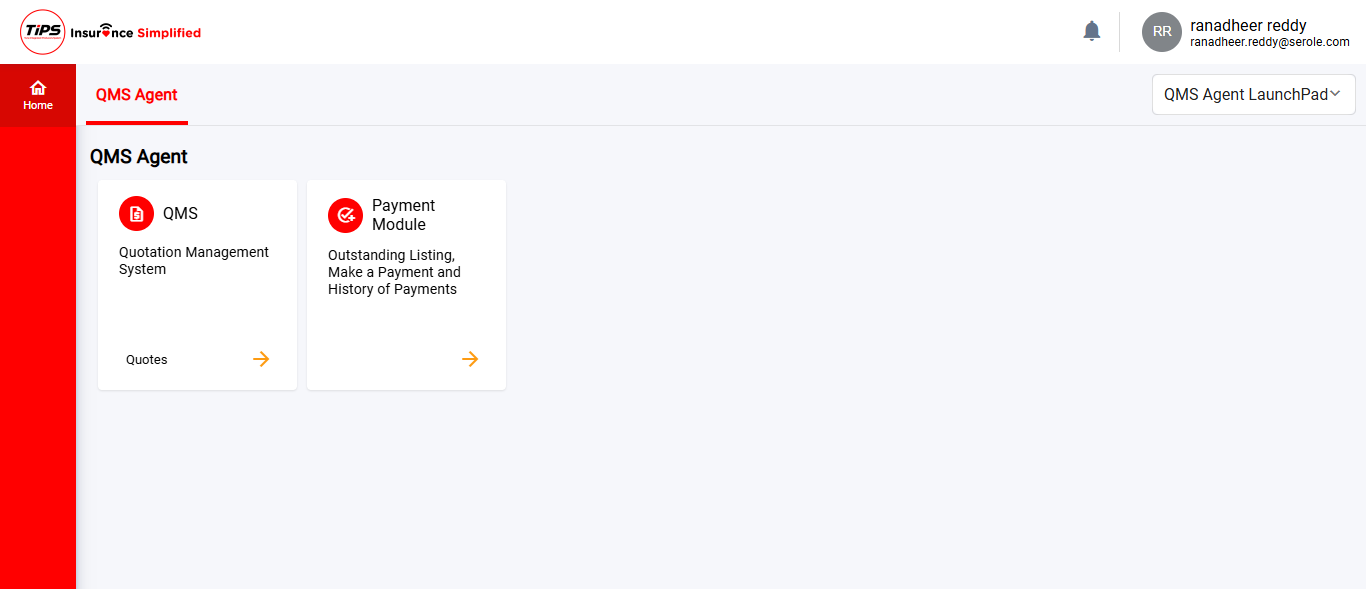 TiPS
Insurance Simplified
RR
ranadheer reddy
ranadheer.reddy@serole.com
Home
QMS Agent
QMS Agent LaunchPad
QMS Agent
QMS
Quotation Management
System
Quotes
Payment
Module
Outstanding Listing,
Make a Payment and
History of Payments